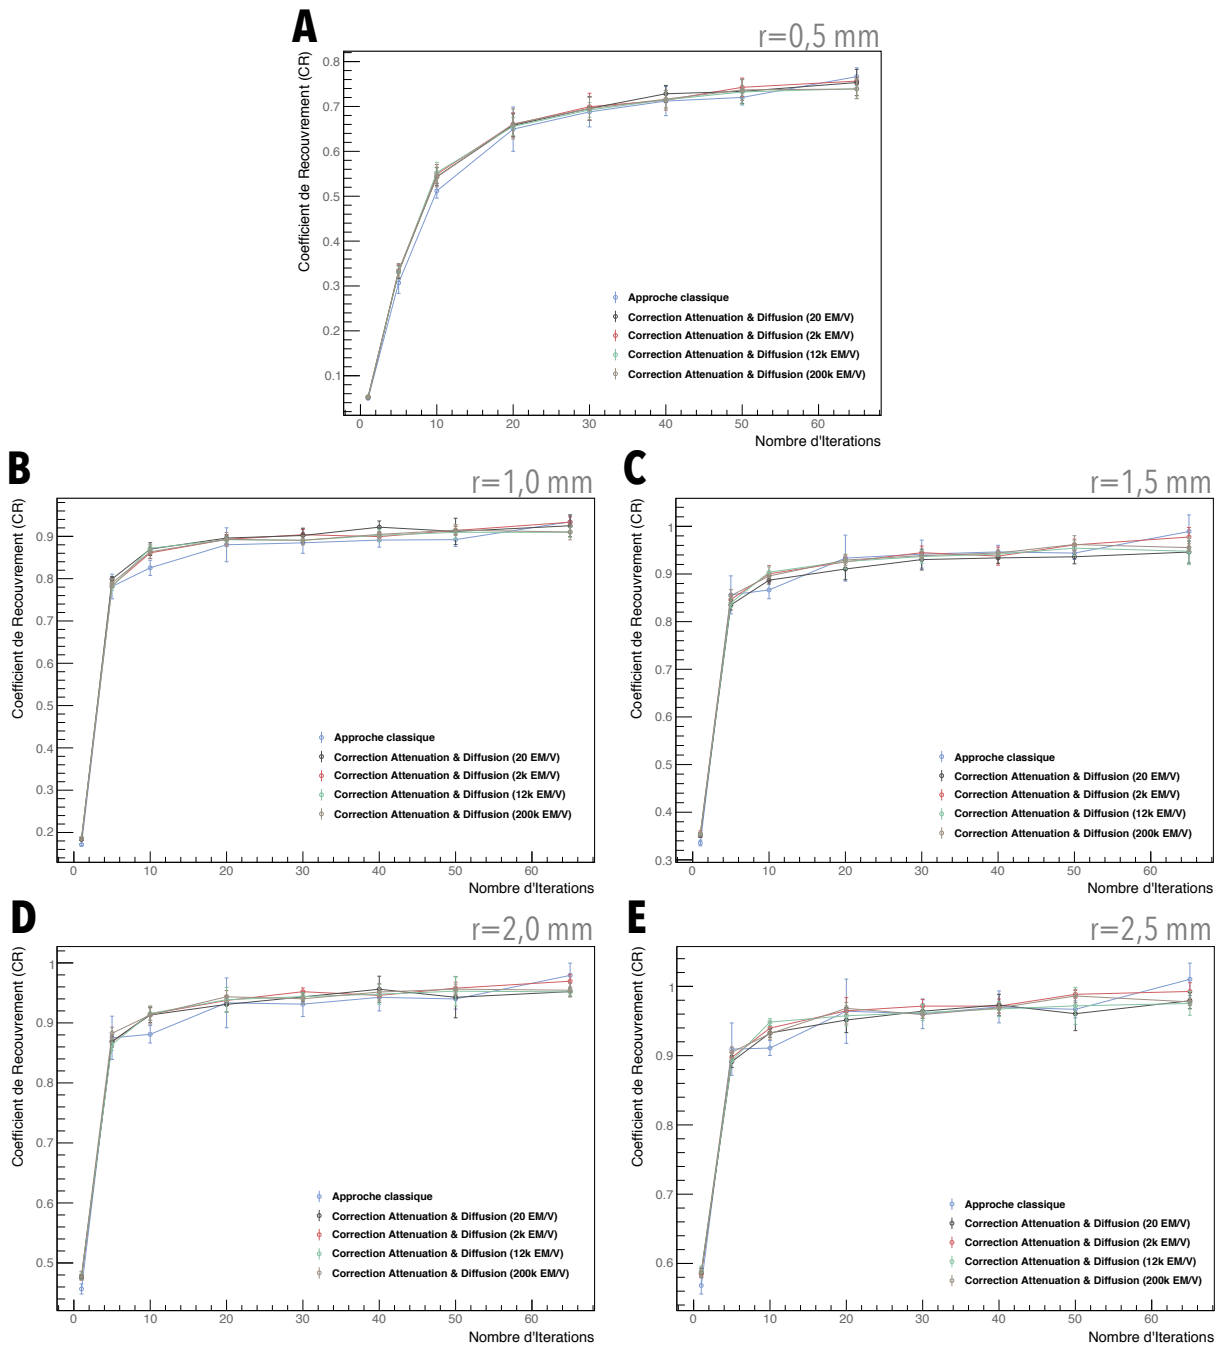 A
r=0,5 mm
Coefficient de Recouvrement (CR)
0.8
0.7
0.6
0.5
0.4
0.3
0.2
0.1
Approche classique
Correction Attenuation & Diffusion (20 EM/V)
Correction Attenuation & Diffusion (2k EM/V)
Correction Attenuation & Diffusion (12k EM/V)
Correction Attenuation & Diffusion (200k EM/V)
0 10 20 30 40 50 60
Nombre d'Iterations
B
r=1,0 mm
Coefficient de Recouvrement (CR)
0.9
0.8
0.7
0.6
0.5
0.4
0.3
0.2
Approche classique
Correction Attenuation & Diffusion (20 EM/V)
Correction Attenuation & Diffusion (2k EM/V)
Correction Attenuation & Diffusion (12k EM/V)
Correction Attenuation & Diffusion (200k EM/V)
0 10 20 30 40 50 60
Nombre d'Iterations
C
r=1,5 mm
Coefficient de Recouvrement (CR)
1
0.9
0.8
0.7
0.6
0.5
0.4
0.3
Approche classique
Correction Attenuation & Diffusion (20 EM/V)
Correction Attenuation & Diffusion (2k EM/V)
Correction Attenuation & Diffusion (12k EM/V)
Correction Attenuation & Diffusion (200k EM/V)
0 10 20 30 40 50 60
Nombre d'Iterations
D
r=2,0 mm
Coefficient de Recouvrement (CR)
1
0.9
0.8
0.7
0.6
0.5
Approche classique
Correction Attenuation & Diffusion (20 EM/V)
Correction Attenuation & Diffusion (2k EM/V)
Correction Attenuation & Diffusion (12k EM/V)
Correction Attenuation & Diffusion (200k EM/V)
0 10 20 30 40 50 60
Nombre d'Iterations
E
r=2,5 mm
Coefficient de Recouvrement (CR)
1
0.9
0.8
0.7
0.6
Approche classique
Correction Attenuation & Diffusion (20 EM/V)
Correction Attenuation & Diffusion (2k EM/V)
Correction Attenuation & Diffusion (12k EM/V)
Correction Attenuation & Diffusion (200k EM/V)
0 10 20 30 40 50 60
Nombre d'Iterations